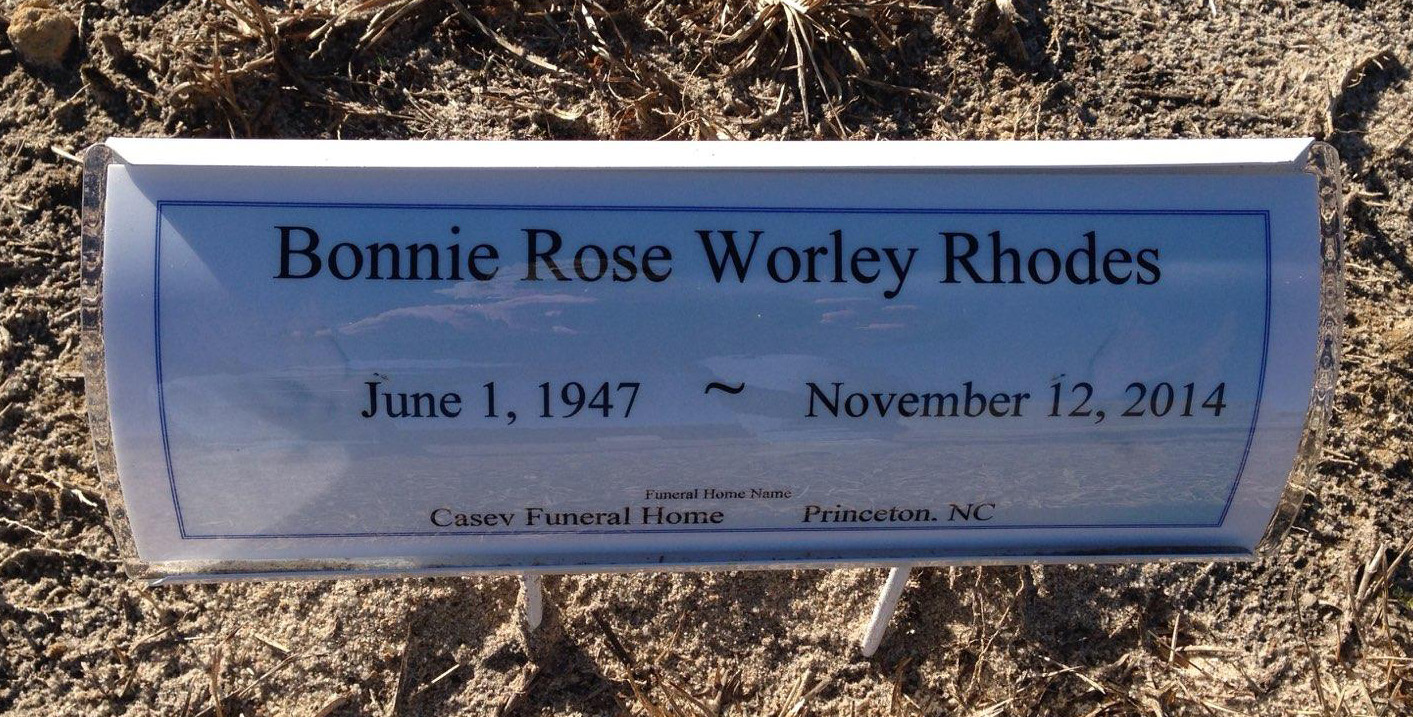 Bonnie Rose Worley Rhodes
June 1, 1947 ~ November 12, 2014
Funeral Home Name
Casey Funeral Home Princeton, NC